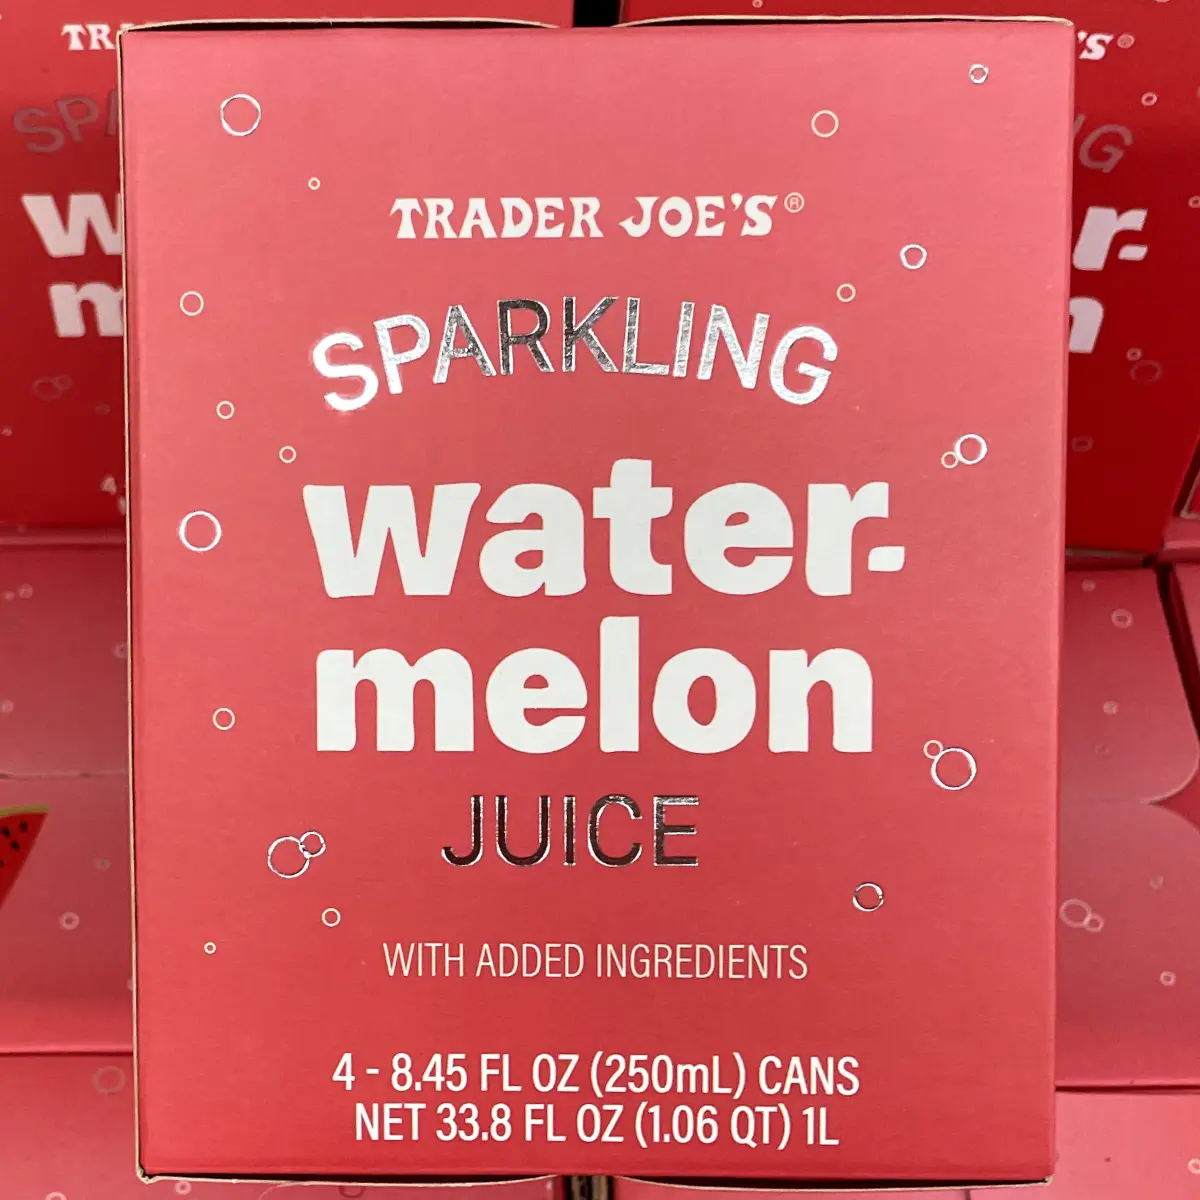 TRADER JOE'S®
SPARKLING
water-
melon
JUICE
WITH ADDED INGREDIENTS
4 - 8.45 FL OZ (250mL) CANS
NET 33.8 FL OZ (1.06 QT) 1L